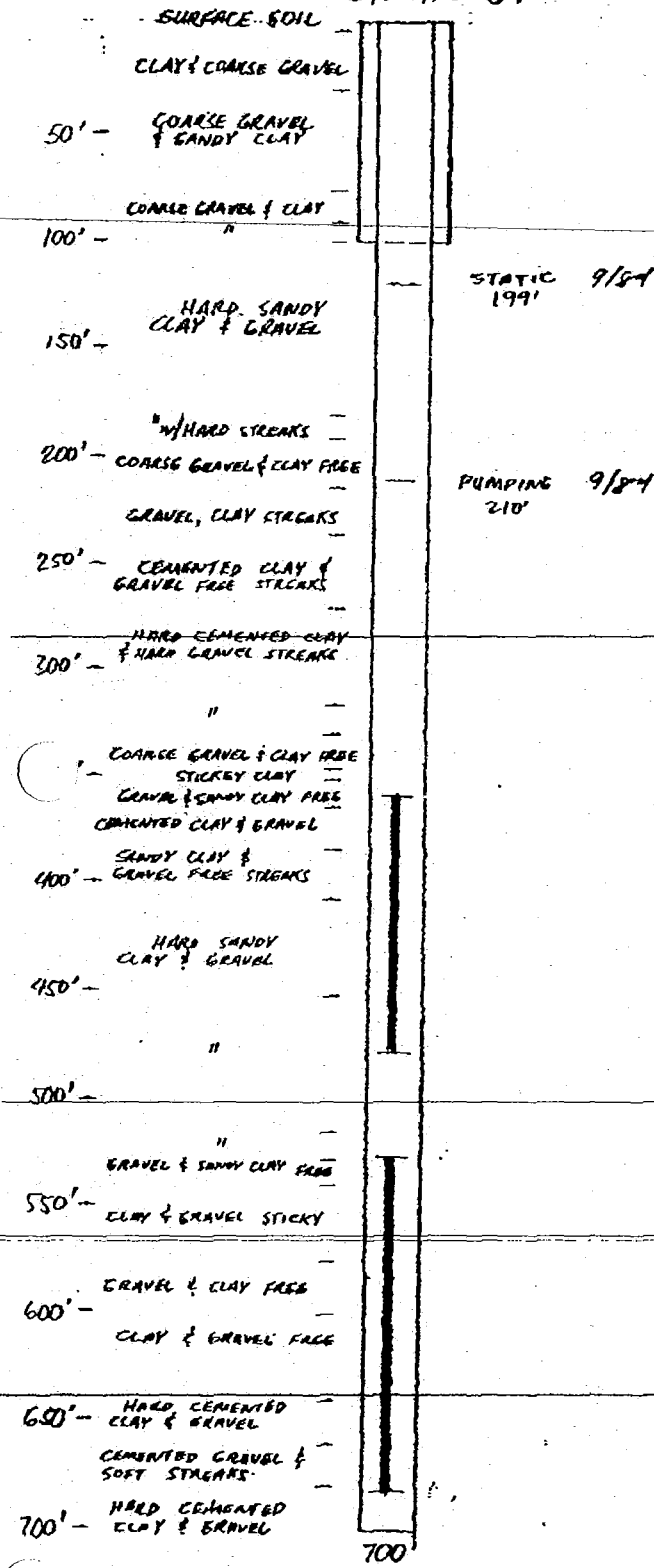 SURFACE SOIL
CLAY & COARSE GRAVEL
50' - COARSE GRAVEL
& SANDY CLAY
COARSE GRAVEL & CLAY
"
100' -
STATIC 9/84
199'
HARD SANDY
CLAY & GRAVEL
150' -
" W/HARD STREAKS
200' - COARSE GRAVEL & CLAY FREE
PUMPING 9/84
210'
GRAVEL, CLAY STREAKS
250' - CEMENTED CLAY &
GRAVEL FREE STREAKS
HARD CEMENTED CLAY
& HARD GRAVEL STREAKS
300' -
"
COARSE GRAVEL & CLAY FREE
' - STICKEY CLAY
GRAVEL & SANDY CLAY FREE
CEMENTED CLAY & GRAVEL
SANDY CLAY &
400' - GRAVEL FREE STREAKS
HARD SANDY
CLAY & GRAVEL
450' -
"
500' -
"
GRAVEL & SANDY CLAY FREE
550' - CLAY & GRAVEL STICKY
GRAVEL & CLAY FREE
600' -
CLAY & GRAVEL FREE
650' - HARD CEMENTED
CLAY & GRAVEL
CEMENTED GRAVEL &
SOFT STREAKS.
700' - HARD CEMENTED
CLAY & GRAVEL
700'